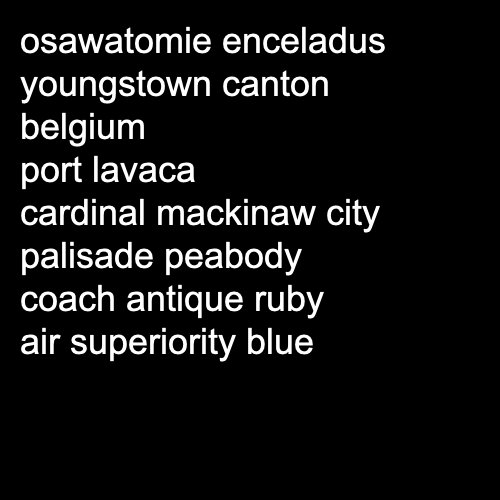 osawatomie enceladus
youngstown canton
belgium
port lavaca
cardinal mackinaw city
palisade peabody
coach antique ruby
air superiority blue